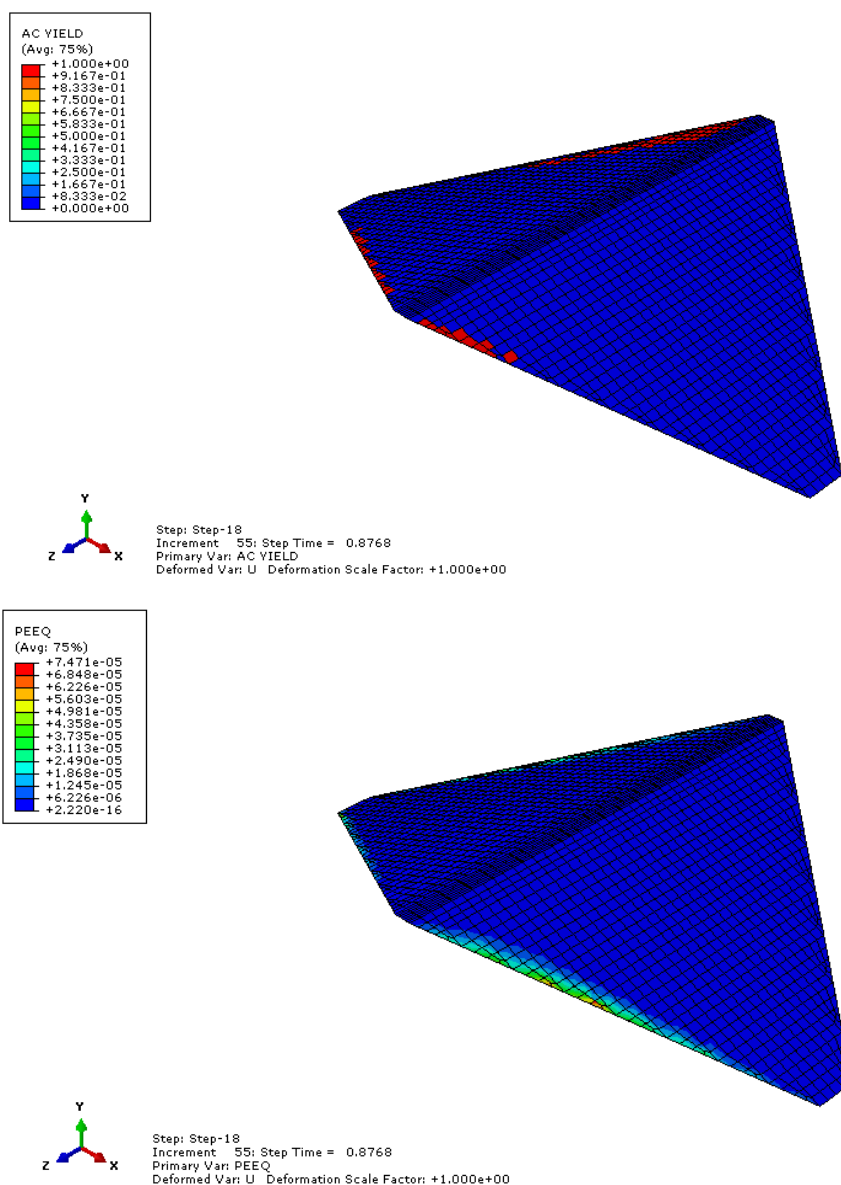 AC YIELD
(Avg: 75%)
+1.000e+00
+9.167e-01
+8.333e-01
+7.500e-01
+6.667e-01
+5.833e-01
+5.000e-01
+4.167e-01
+3.333e-01
+2.500e-01
+1.667e-01
+8.333e-02
+0.000e+00
Y
Z
X
Step: Step-18
Increment 55: Step Time = 0.8768
Primary Var: AC YIELD
Deformed Var: U Deformation Scale Factor: +1.000e+00
PEEQ
(Avg: 75%)
+7.471e-05
+6.848e-05
+6.226e-05
+5.603e-05
+4.981e-05
+4.358e-05
+3.735e-05
+3.113e-05
+2.490e-05
+1.868e-05
+1.245e-05
+6.226e-06
+2.220e-16
Y
Z
X
Step: Step-18
Increment 55: Step Time = 0.8768
Primary Var: PEEQ
Deformed Var: U Deformation Scale Factor: +1.000e+00